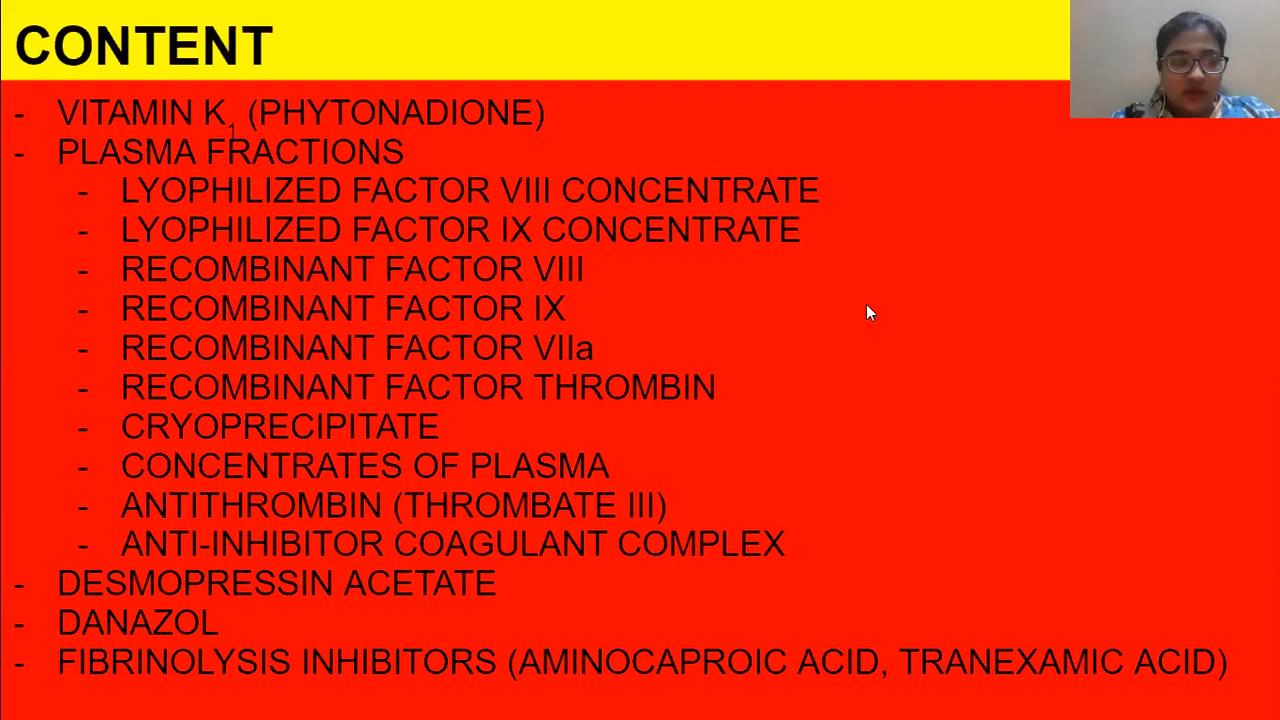 CONTENT
- VITAMIN K₁ (PHYTONADIONE)
- PLASMA FRACTIONS
- LYOPHILIZED FACTOR VIII CONCENTRATE
- LYOPHILIZED FACTOR IX CONCENTRATE
- RECOMBINANT FACTOR VIII
- RECOMBINANT FACTOR IX
- RECOMBINANT FACTOR VIIa
- RECOMBINANT FACTOR THROMBIN
- CRYOPRECIPITATE
- CONCENTRATES OF PLASMA
- ANTITHROMBIN (THROMBATE III)
- ANTI-INHIBITOR COAGULANT COMPLEX
- DESMOPRESSIN ACETATE
- DANAZOL
- FIBRINOLYSIS INHIBITORS (AMINOCAPROIC ACID, TRANEXAMIC ACID)